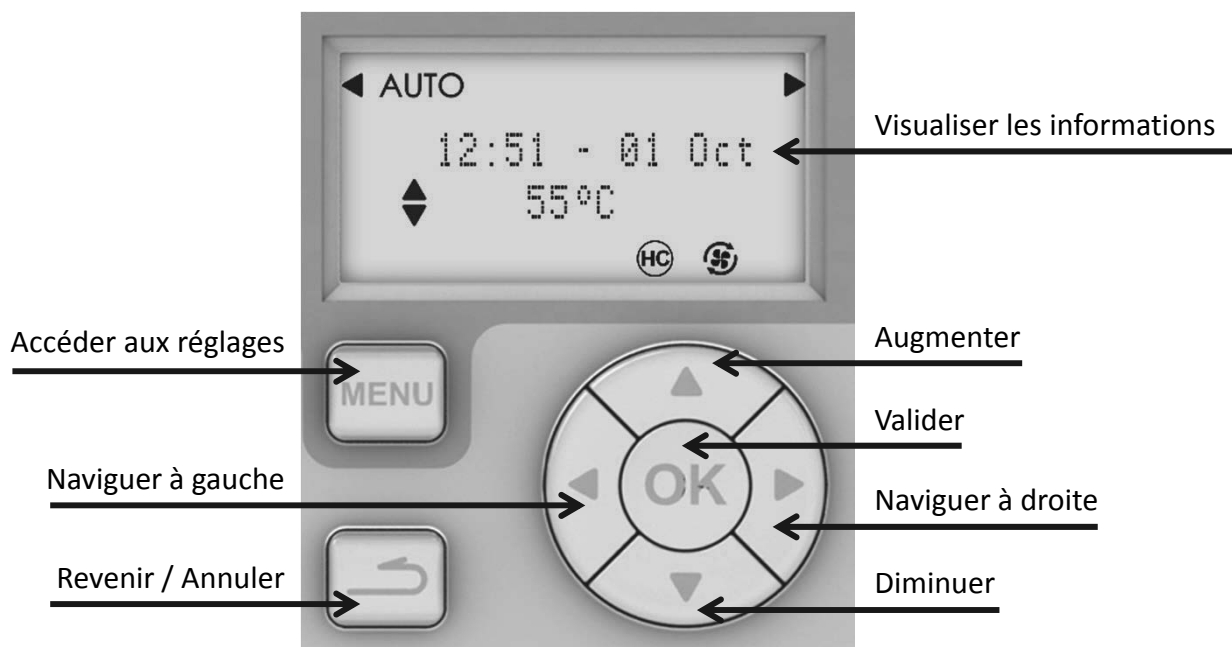 AUTO
12:51 - 01 Oct
55ºC
HC
Visualiser les informations
Accéder aux réglages
MENU
Augmenter
Valider
OK
Naviguer à gauche
Naviguer à droite
Revenir / Annuler
Diminuer